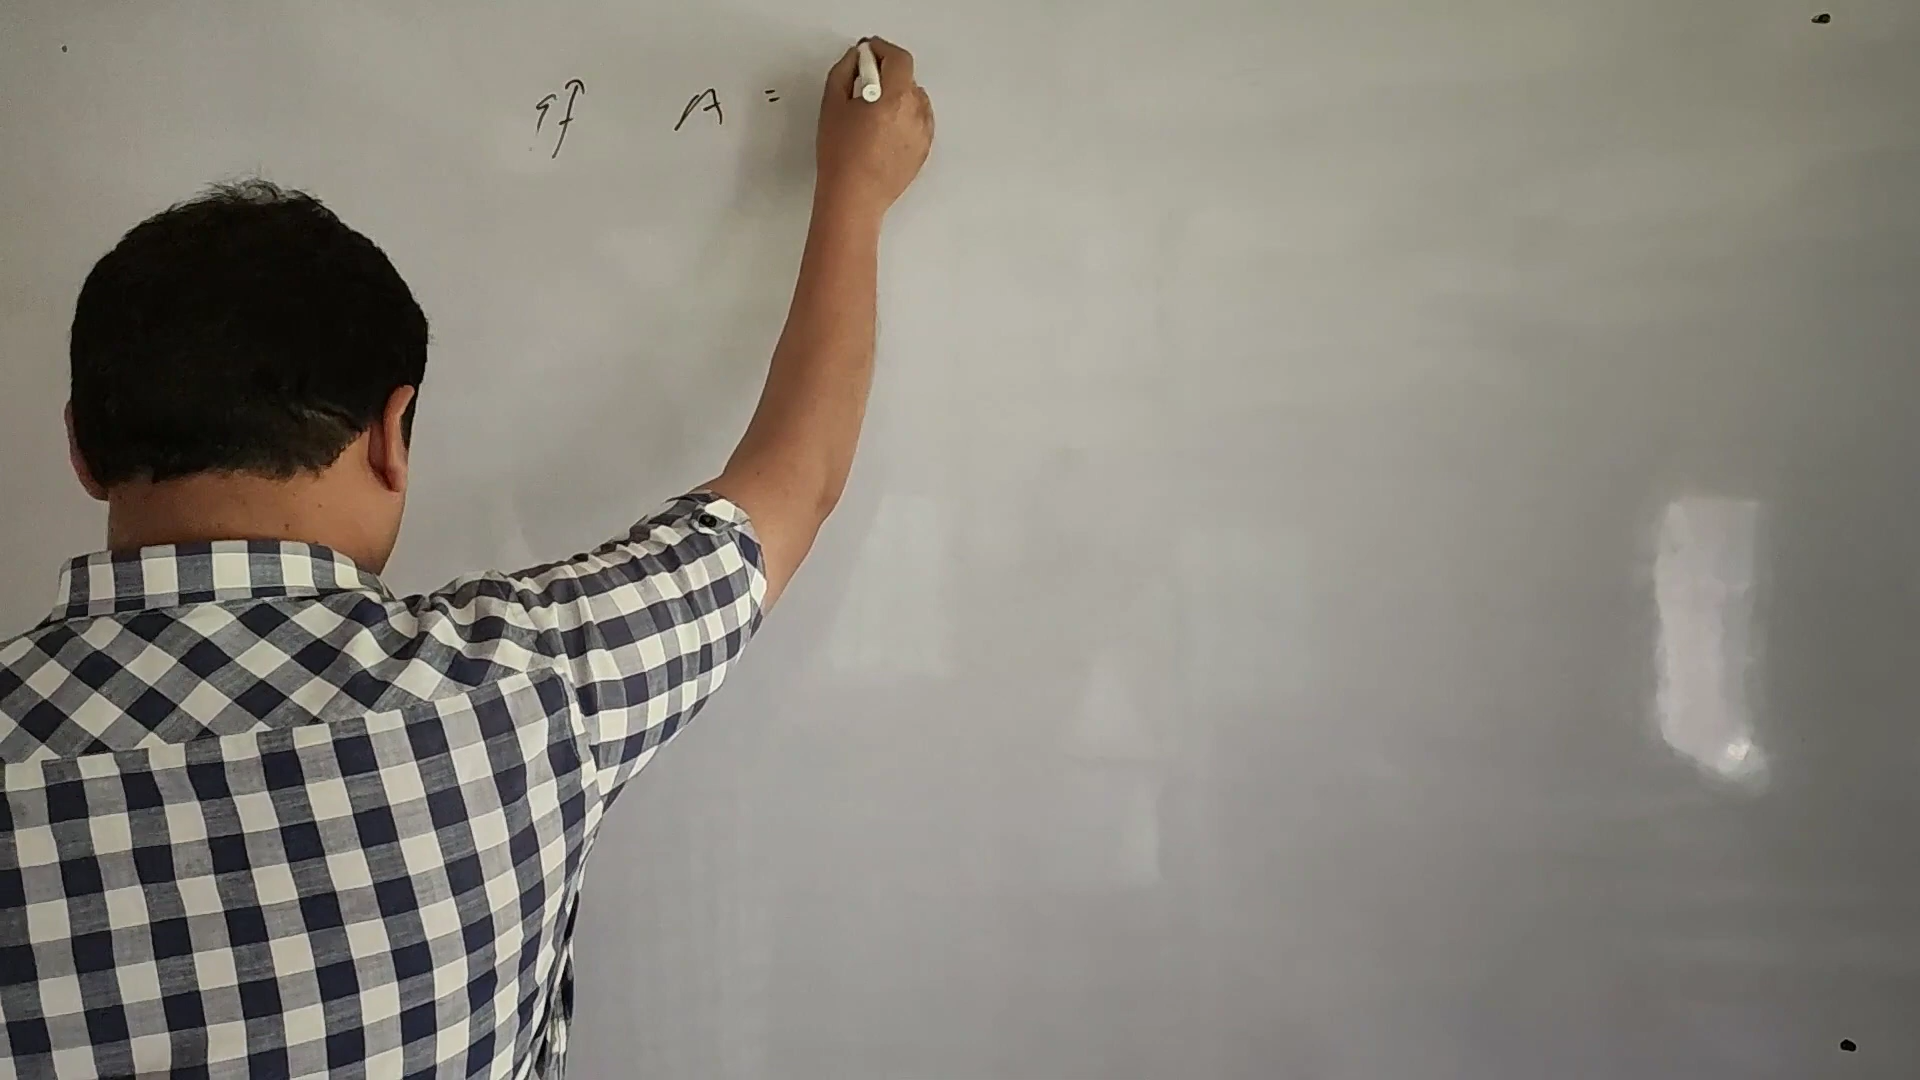 If A =